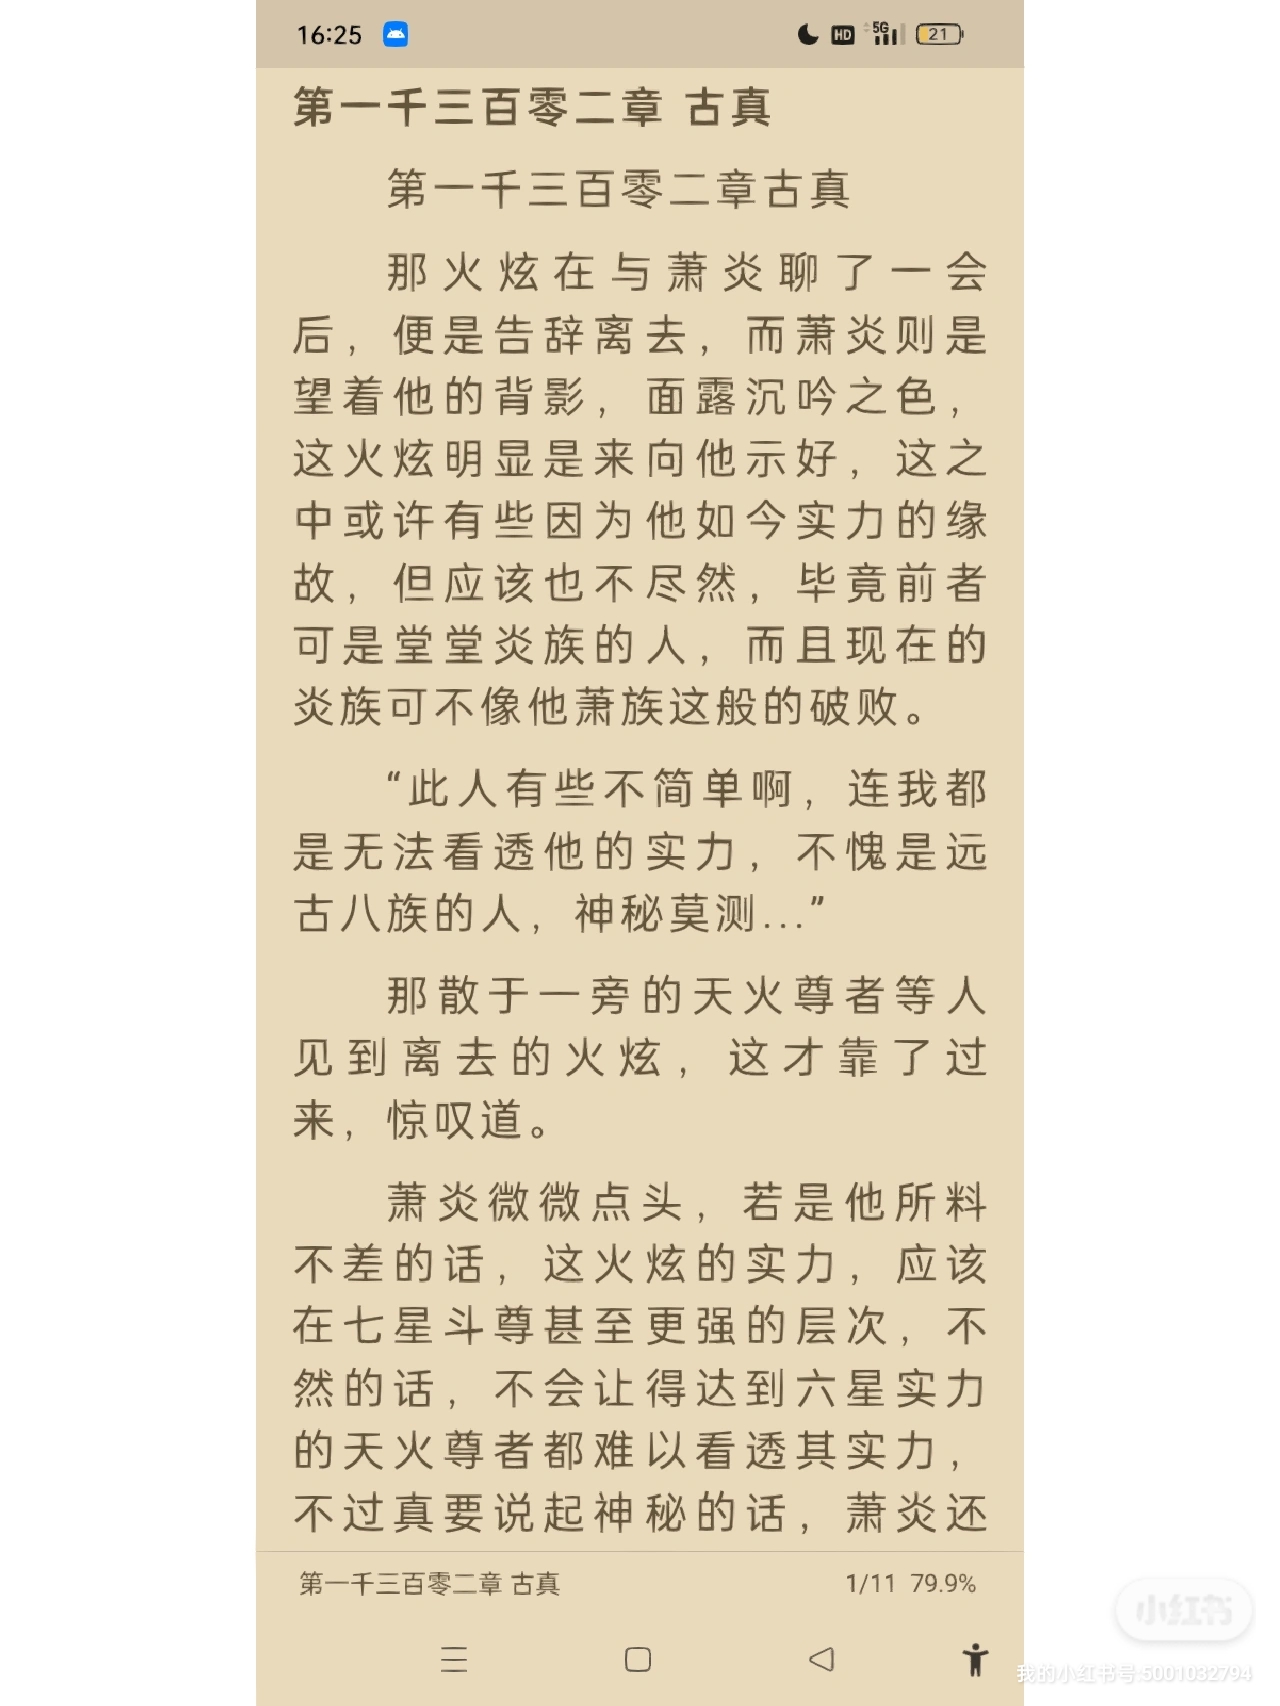 16:25 HD 5G 21
第一千三百零二章 古真
第一千三百零二章古真
那火炫在与萧炎聊了一会
后，便是告辞离去，而萧炎则是
望着他的背影，面露沉吟之色，
这火炫明显是来向他示好，这之
中或许有些因为他如今实力的缘
故，但应该也不尽然，毕竟前者
可是堂堂炎族的人，而且现在的
炎族可不像他萧族这般的破败。
“此人有些不简单啊，连我都
是无法看透他的实力，不愧是远
古八族的人，神秘莫测...”
那散于一旁的天火尊者等人
见到离去的火炫，这才靠了过
来，惊叹道。
萧炎微微点头，若是他所料
不差的话，这火炫的实力，应该
在七星斗尊甚至更强的层次，不
然的话，不会让得达到六星实力
的天火尊者都难以看透其实力，
不过真要说起神秘的话，萧炎还
第一千三百零二章 古真 1/11 79.9%
小红书
我的小红书号:5001032794